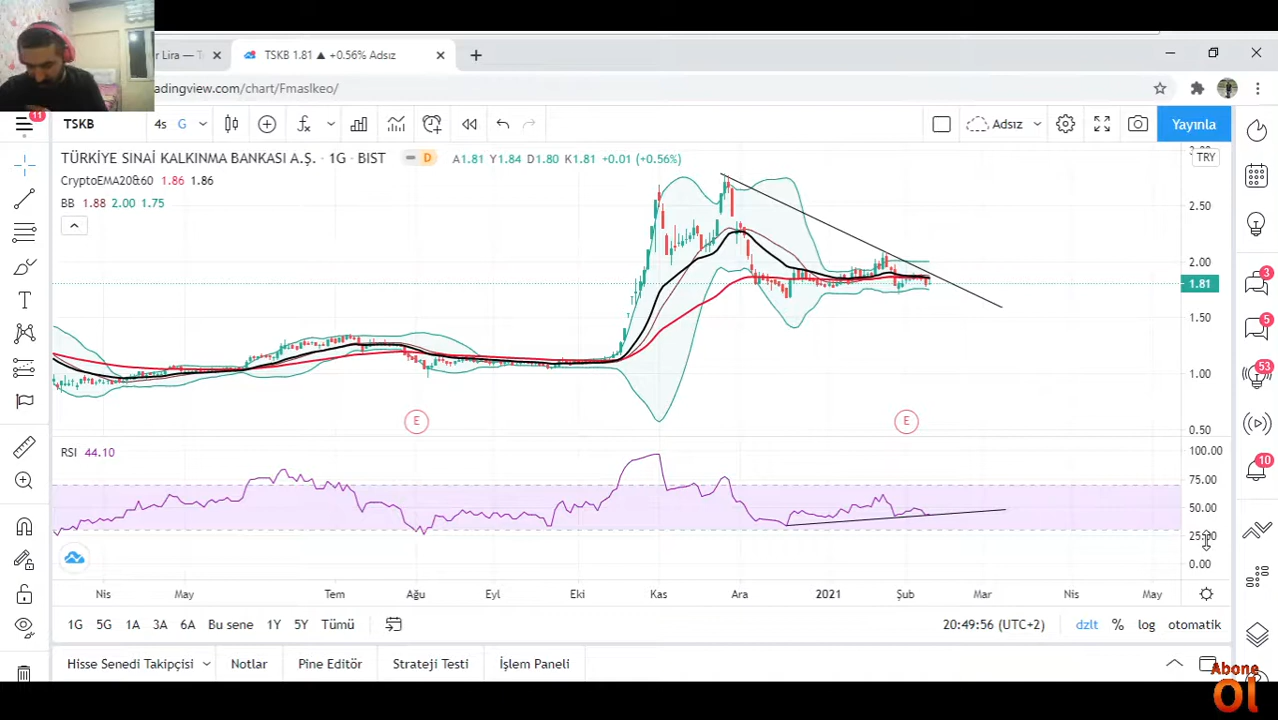 r Lira — T
TSKB 1.81 ▲ +0.56% Adsız
adingview.com/chart/Fmaslkeo/
11
TSKB 4s G
Adsız
Yayınla
TÜRKİYE SINAİ KALKINMA BANKASI A.Ş. · 1G · BIST
D
A1.81 Y1.84 D1.80 K1.81 +0.01 (+0.56%)
TRY
CryptoEMA20&60 1.86 1.86
BB 1.88 2.00 1.75
2.50
2.00
1.81
1.50
1.00
0.50
E
E
3
5
53
10
RSI 44.10
100.00
75.00
50.00
0.00
Nis May Tem Ağu Eyl Eki Kas Ara 2021 Şub Mar Nis May
1G 5G 1A 3A 6A Bu sene 1Y 5Y Tümü
20:49:56 (UTC+2) dzlt % log otomatik
Hisse Senedi Takipçisi Notlar Pine Editör Strateji Testi İşlem Paneli
Abone
Ol